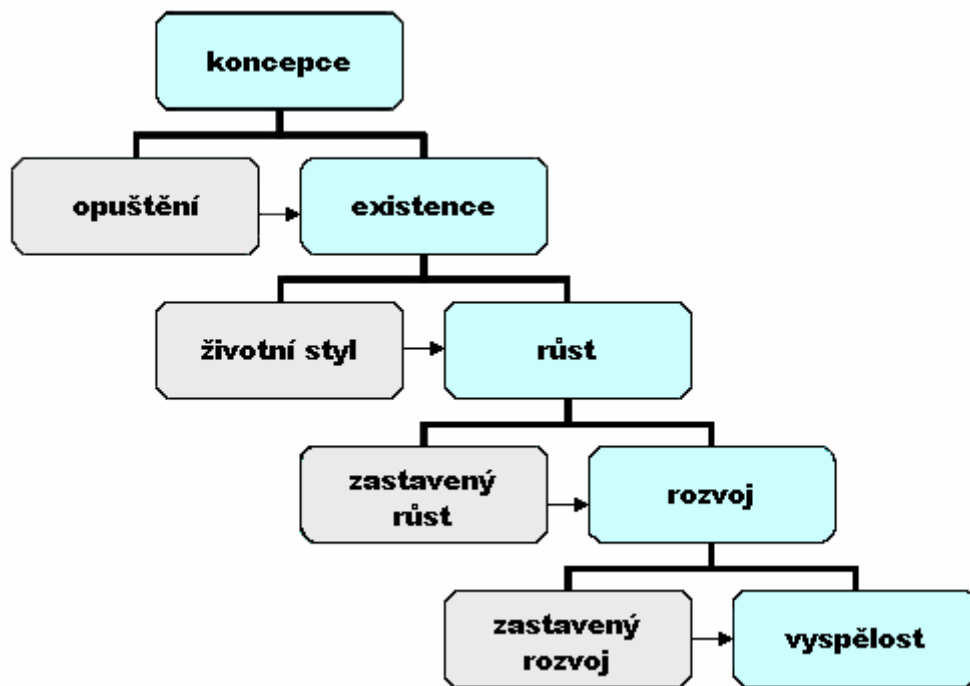 koncepce
opuštění
existence
životní styl
růst
zastavený
růst
rozvoj
zastavený
rozvoj
vyspělost